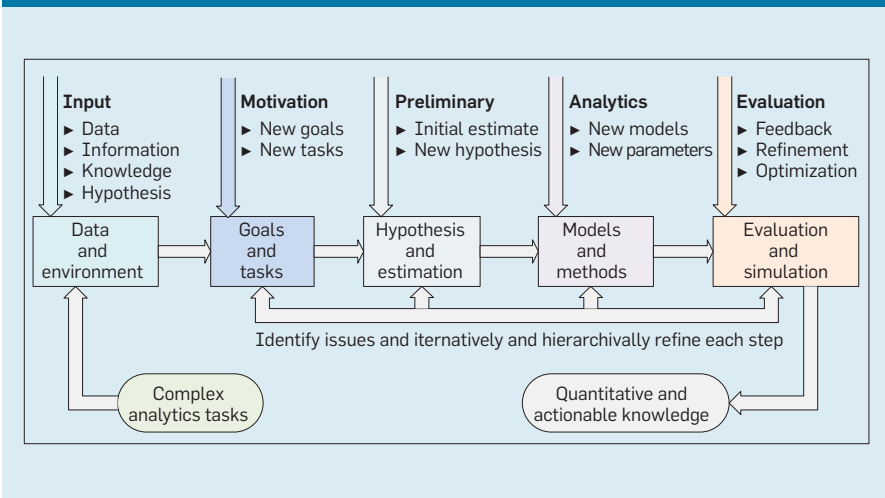 Input
► Data
► Information
► Knowledge
► Hypothesis
Motivation
► New goals
► New tasks
Preliminary
► Initial estimate
► New hypothesis
Analytics
► New models
► New parameters
Evaluation
► Feedback
► Refinement
► Optimization
Data
and
environment
Goals
and
tasks
Hypothesis
and
estimation
Models
and
methods
Evaluation
and
simulation
Identify issues and iternatively and hierarchivally refine each step
Complex
analytics tasks
Quantitative and
actionable knowledge